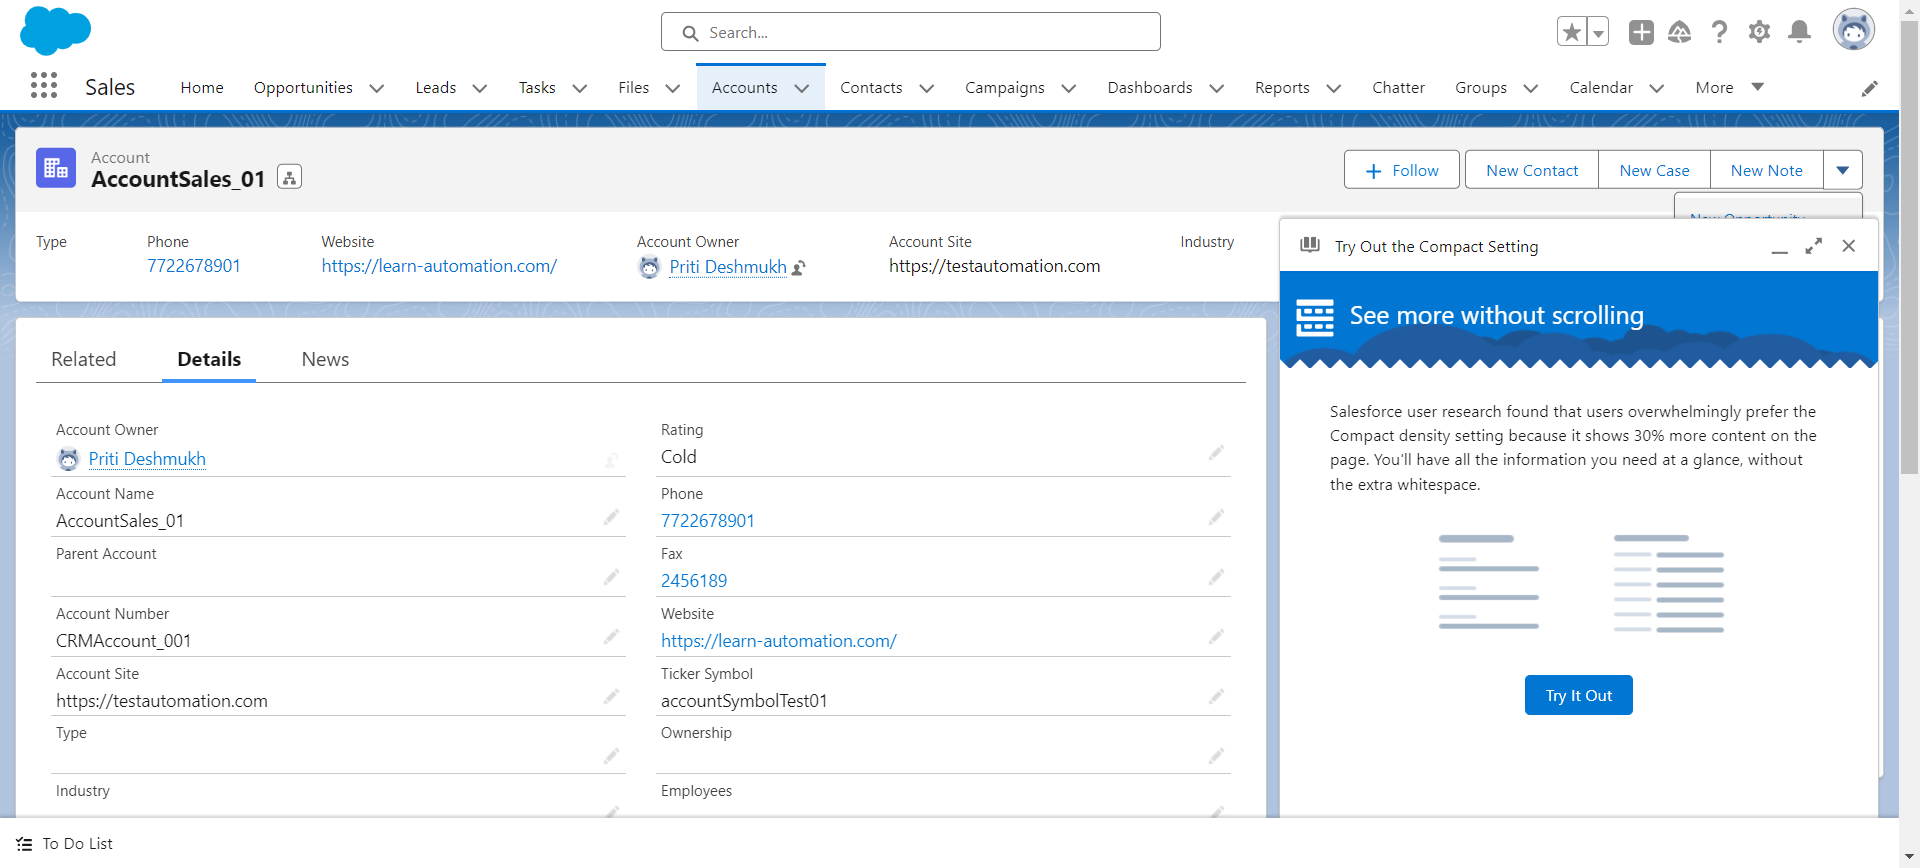 Search...
Sales
Home
Opportunities
Leads
Tasks
Files
Accounts
Contacts
Campaigns
Dashboards
Reports
Chatter
Groups
Calendar
More
Account
AccountSales_01
Follow
New Contact
New Case
New Note
New Opportunity
Type
Phone
7722678901
Website
https://learn-automation.com/
Account Owner
Priti Deshmukh
Account Site
https://testautomation.com
Industry
Try Out the Compact Setting
See more without scrolling
Salesforce user research found that users overwhelmingly prefer the
Compact density setting because it shows 30% more content on the
page. You'll have all the information you need at a glance, without
the extra whitespace.
Try It Out
Related
Details
News
Account Owner
Priti Deshmukh
Rating
Cold
Account Name
AccountSales_01
Phone
7722678901
Parent Account
Fax
2456189
Account Number
CRMAccount_001
Website
https://learn-automation.com/
Account Site
https://testautomation.com
Ticker Symbol
accountSymbolTest01
Type
Ownership
Industry
Employees
To Do List